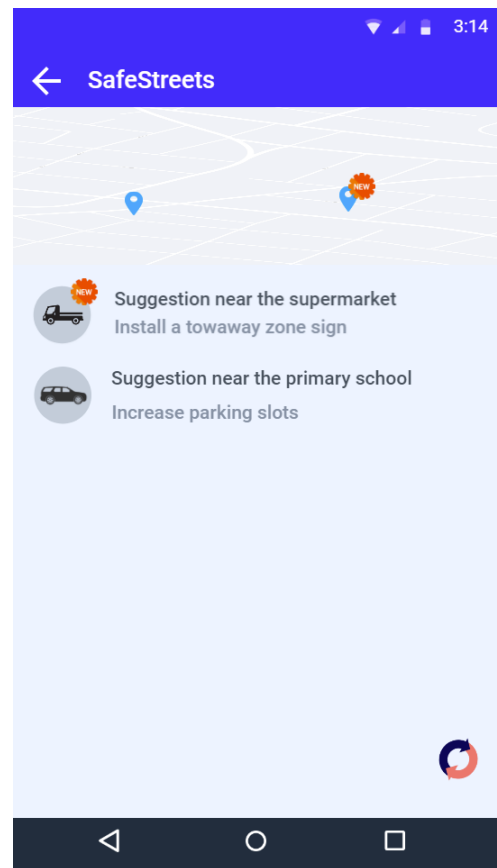 3:14
SafeStreets
NEW
NEW
Suggestion near the supermarket
Install a towaway zone sign
Suggestion near the primary school
Increase parking slots